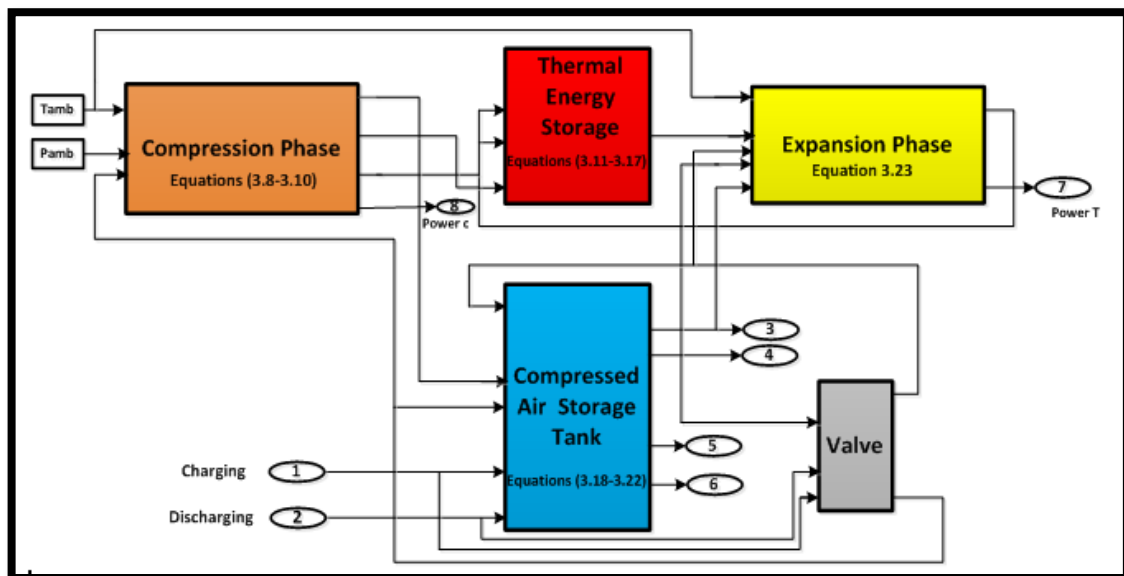 Tamb
Pamb
Compression Phase
Equations (3.8-3.10)
Thermal
Energy
Storage
Equations (3.11-3.17)
Expansion Phase
Equation 3.23
8
Power c
7
Power T
Compressed
Air Storage
Tank
Equations (3.18-3.22)
3
4
5
6
Valve
Charging
1
Discharging
2